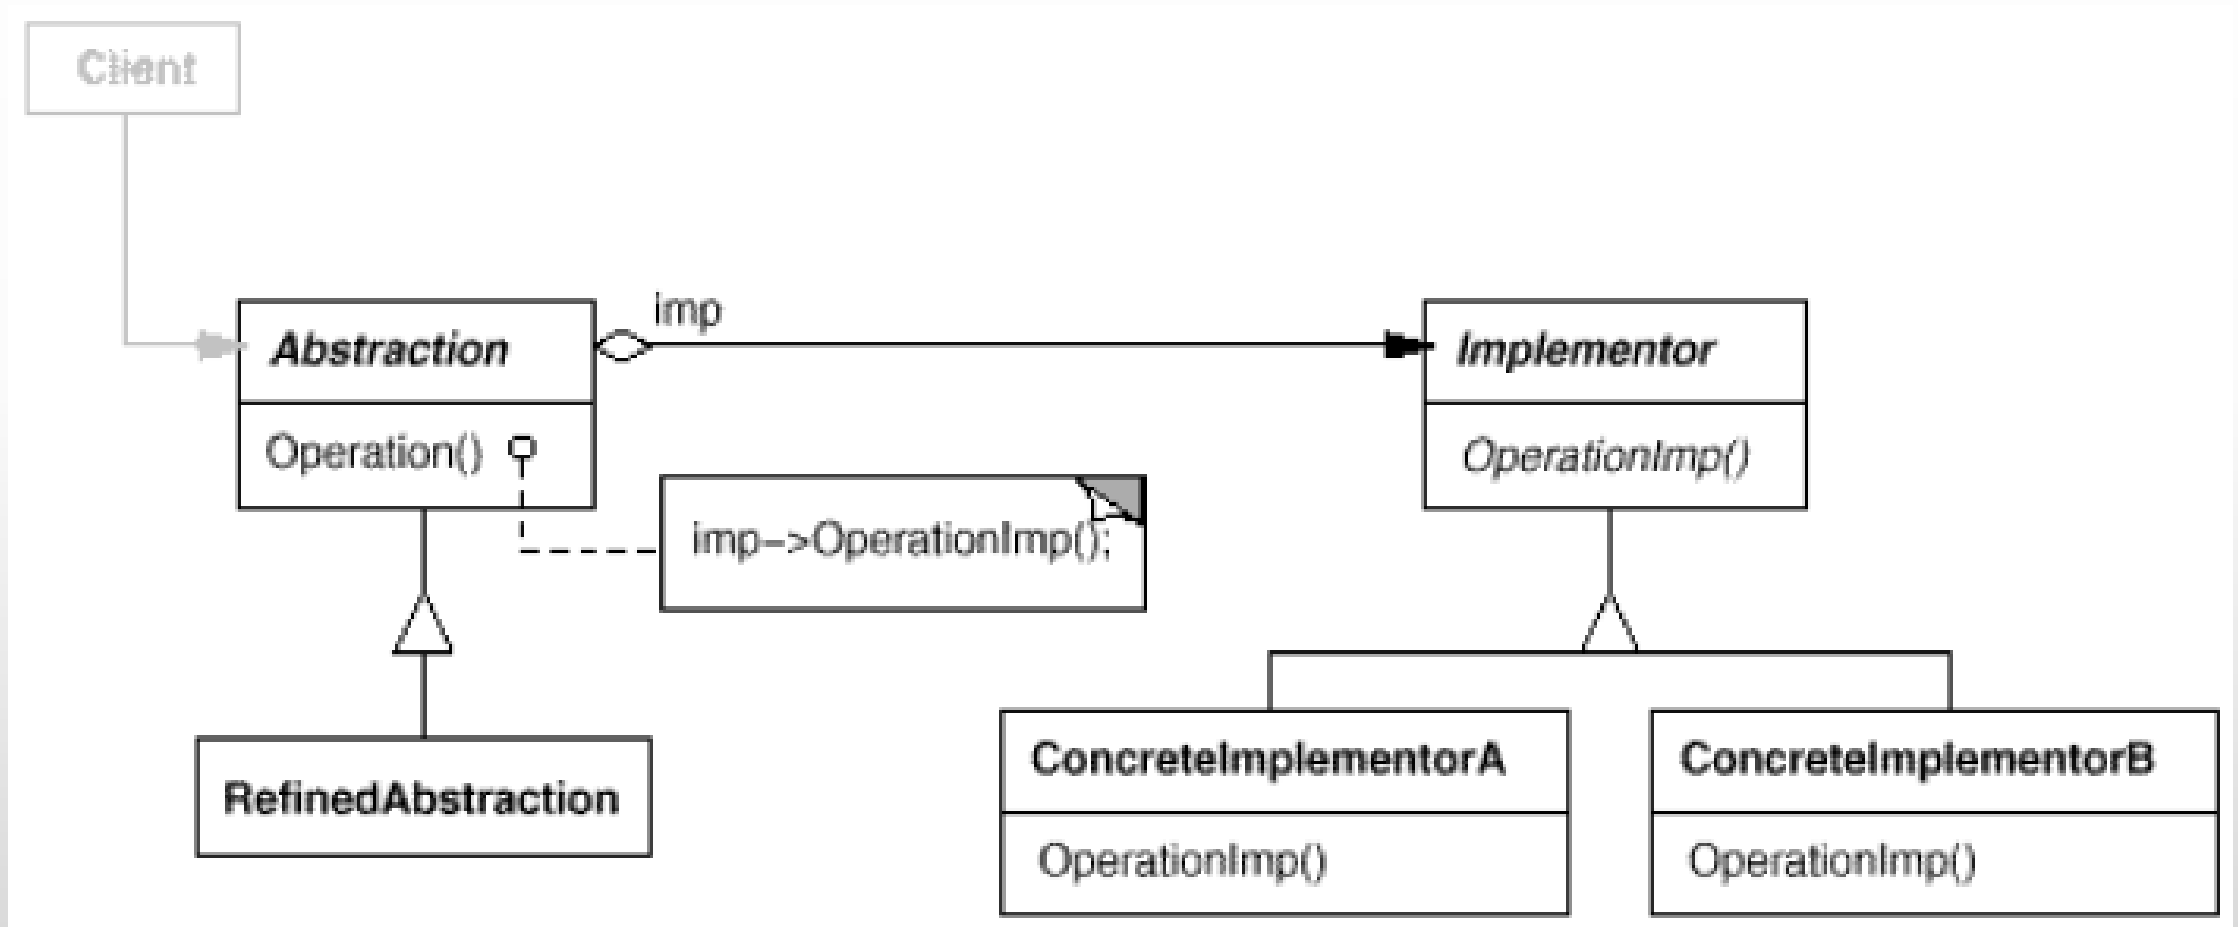 Client
imp
Abstraction
Implementor
Operation()
OperationImp()
imp->OperationImp();
RefinedAbstraction
ConcreteImplementorA
ConcreteImplementorB
OperationImp()
OperationImp()